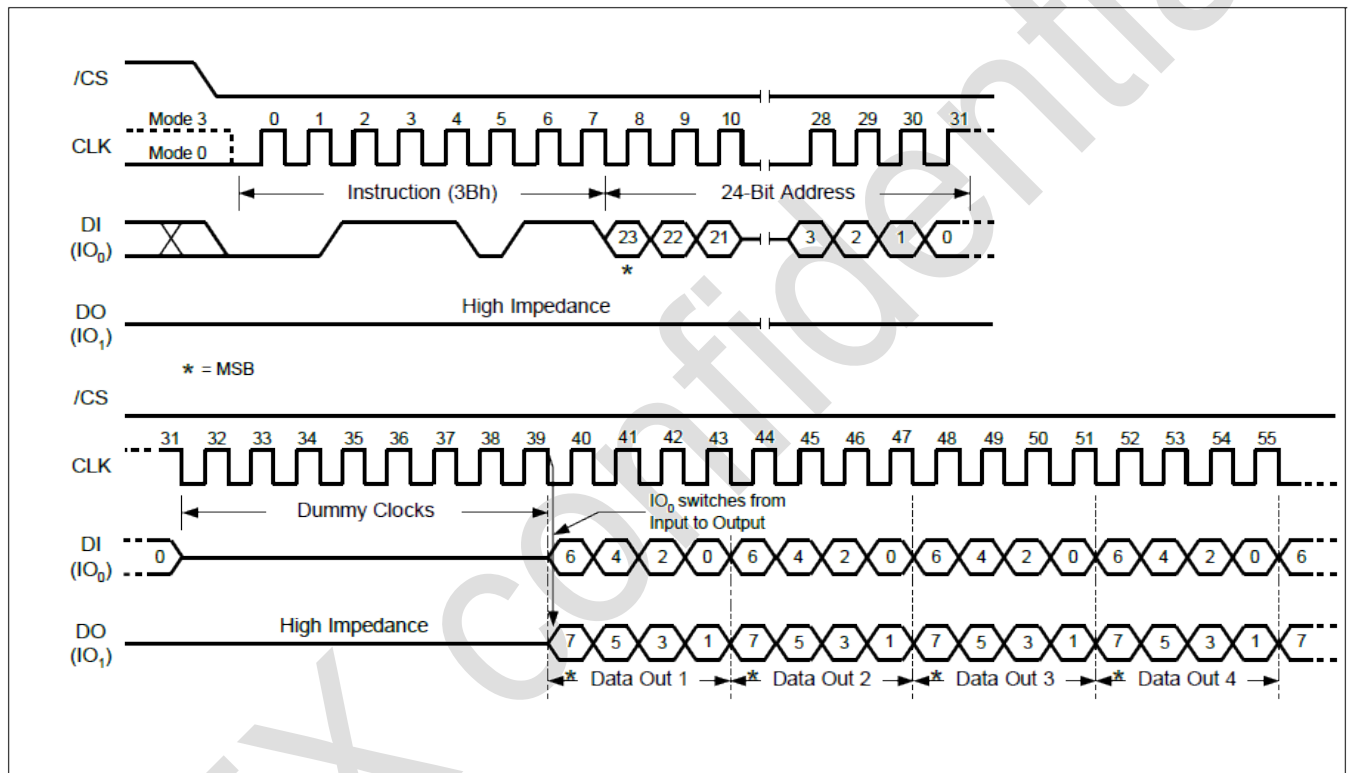 /CS
Mode 3 0 1 2 3 4 5 6 7 8 9 10 28 29 30 31
CLK
Mode 0
Instruction (3Bh) 24-Bit Address
DI
(IO0)
23 22 21 3 2 1 0
*
High Impedance
DO
(IO1)
* = MSB
/CS
31 32 33 34 35 36 37 38 39 40 41 42 43 44 45 46 47 48 49 50 51 52 53 54 55
CLK
Dummy Clocks
IO0 switches from
Input to Output
DI
(IO0)
0 6 4 2 0 6 4 2 0 6 4 2 0 6 4 2 0 6
High Impedance
DO
(IO1)
7 5 3 1 7 5 3 1 7 5 3 1 7 5 3 1 7
* Data Out 1 * Data Out 2 * Data Out 3 * Data Out 4
confidential